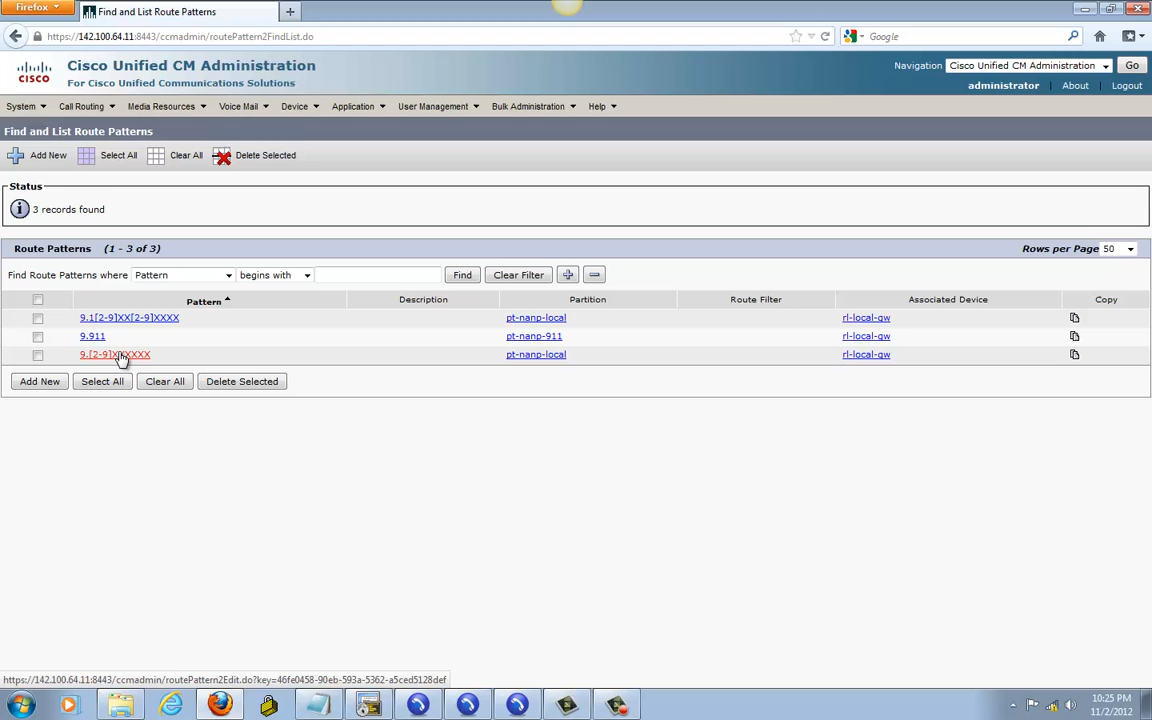 Firefox
Find and List Route Patterns
https://142.100.64.11:8443/ccmadmin/routePattern2FindList.do
Google
CISCO
Cisco Unified CM Administration
For Cisco Unified Communications Solutions
Navigation Cisco Unified CM Administration Go
administrator About Logout
System Call Routing Media Resources Voice Mail Device Application User Management Bulk Administration Help
Find and List Route Patterns
Add New Select All Clear All Delete Selected
Status
3 records found
Route Patterns (1 - 3 of 3) Rows per Page 50
Find Route Patterns where Pattern begins with Find Clear Filter
Pattern Description Partition Route Filter Associated Device Copy
9.1[2-9]XX[2-9]XXXX pt-nanp-local rl-local-gw
9.911 pt-nanp-911 rl-local-gw
9.[2-9]XXXXXX pt-nanp-local rl-local-gw
Add New Select All Clear All Delete Selected
https://142.100.64.11:8443/ccmadmin/routePattern2Edit.do?key=46fe0458-90eb-593a-5362-a5ced5128def
10:25 PM
11/2/2012